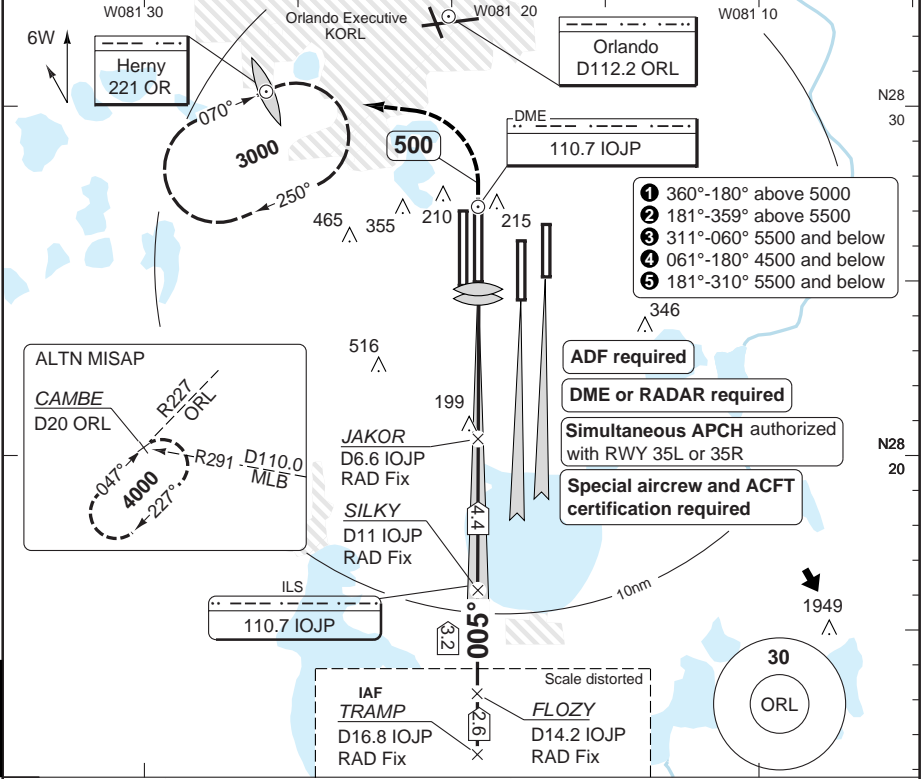 W081 30
Orlando Executive
KORL
W081 20
W081 10
6W
Herny
221 OR
Orlando
D112.2 ORL
N28
30
070°
3000
250°
500
DME
110.7 IOJP
1 360°-180° above 5000
2 181°-359° above 5500
3 311°-060° 5500 and below
4 061°-180° 4500 and below
5 181°-310° 5500 and below
465
355
210
215
346
516
199
ALTN MISAP
CAMBE
D20 ORL
R227
ORL
R291
D110.0
MLB
047°
4000
227°
ADF required
DME or RADAR required
Simultaneous APCH authorized
with RWY 35L or 35R
Special aircrew and ACFT
certification required
N28
20
JAKOR
D6.6 IOJP
RAD Fix
SILKY
D11 IOJP
RAD Fix
4.4
ILS
110.7 IOJP
10nm
1949
3.2
005°
30
ORL
Scale distorted
IAF
TRAMP
D16.8 IOJP
RAD Fix
2.6
FLOZY
D14.2 IOJP
RAD Fix